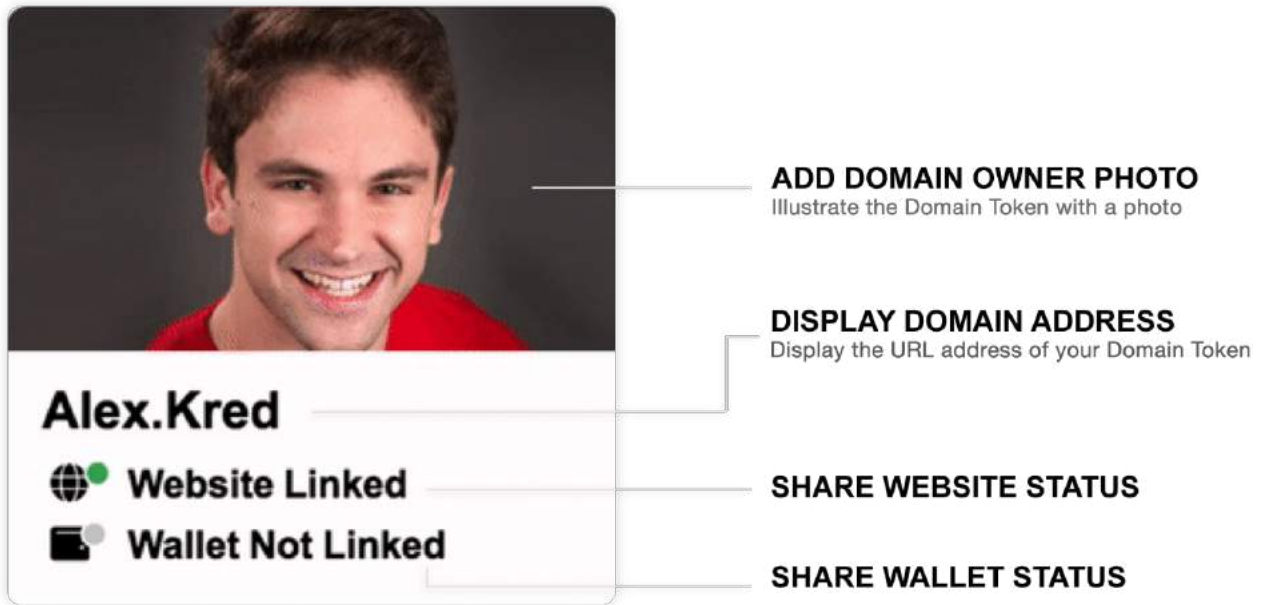 ADD DOMAIN OWNER PHOTO
Illustrate the Domain Token with a photo
DISPLAY DOMAIN ADDRESS
Display the URL address of your Domain Token
Alex.Kred
Website Linked
SHARE WEBSITE STATUS
Wallet Not Linked
SHARE WALLET STATUS